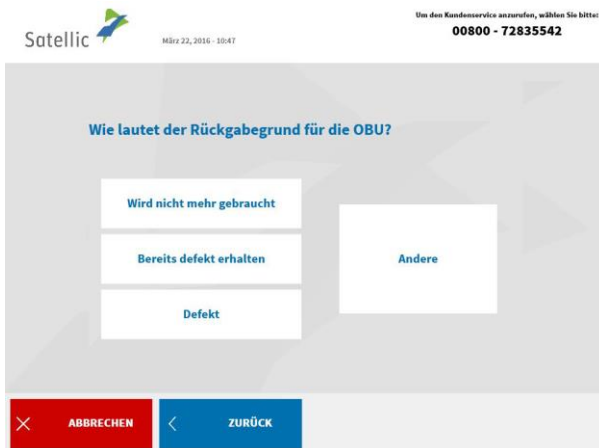 Satellic
März 22, 2016 - 10:47
Um den Kundenservice anzurufen, wählen Sie bitte:
00800 - 72835542
Wie lautet der Rückgabegrund für die OBU?
Wird nicht mehr gebraucht
Bereits defekt erhalten
Defekt
Andere
ABBRECHEN
ZURÜCK